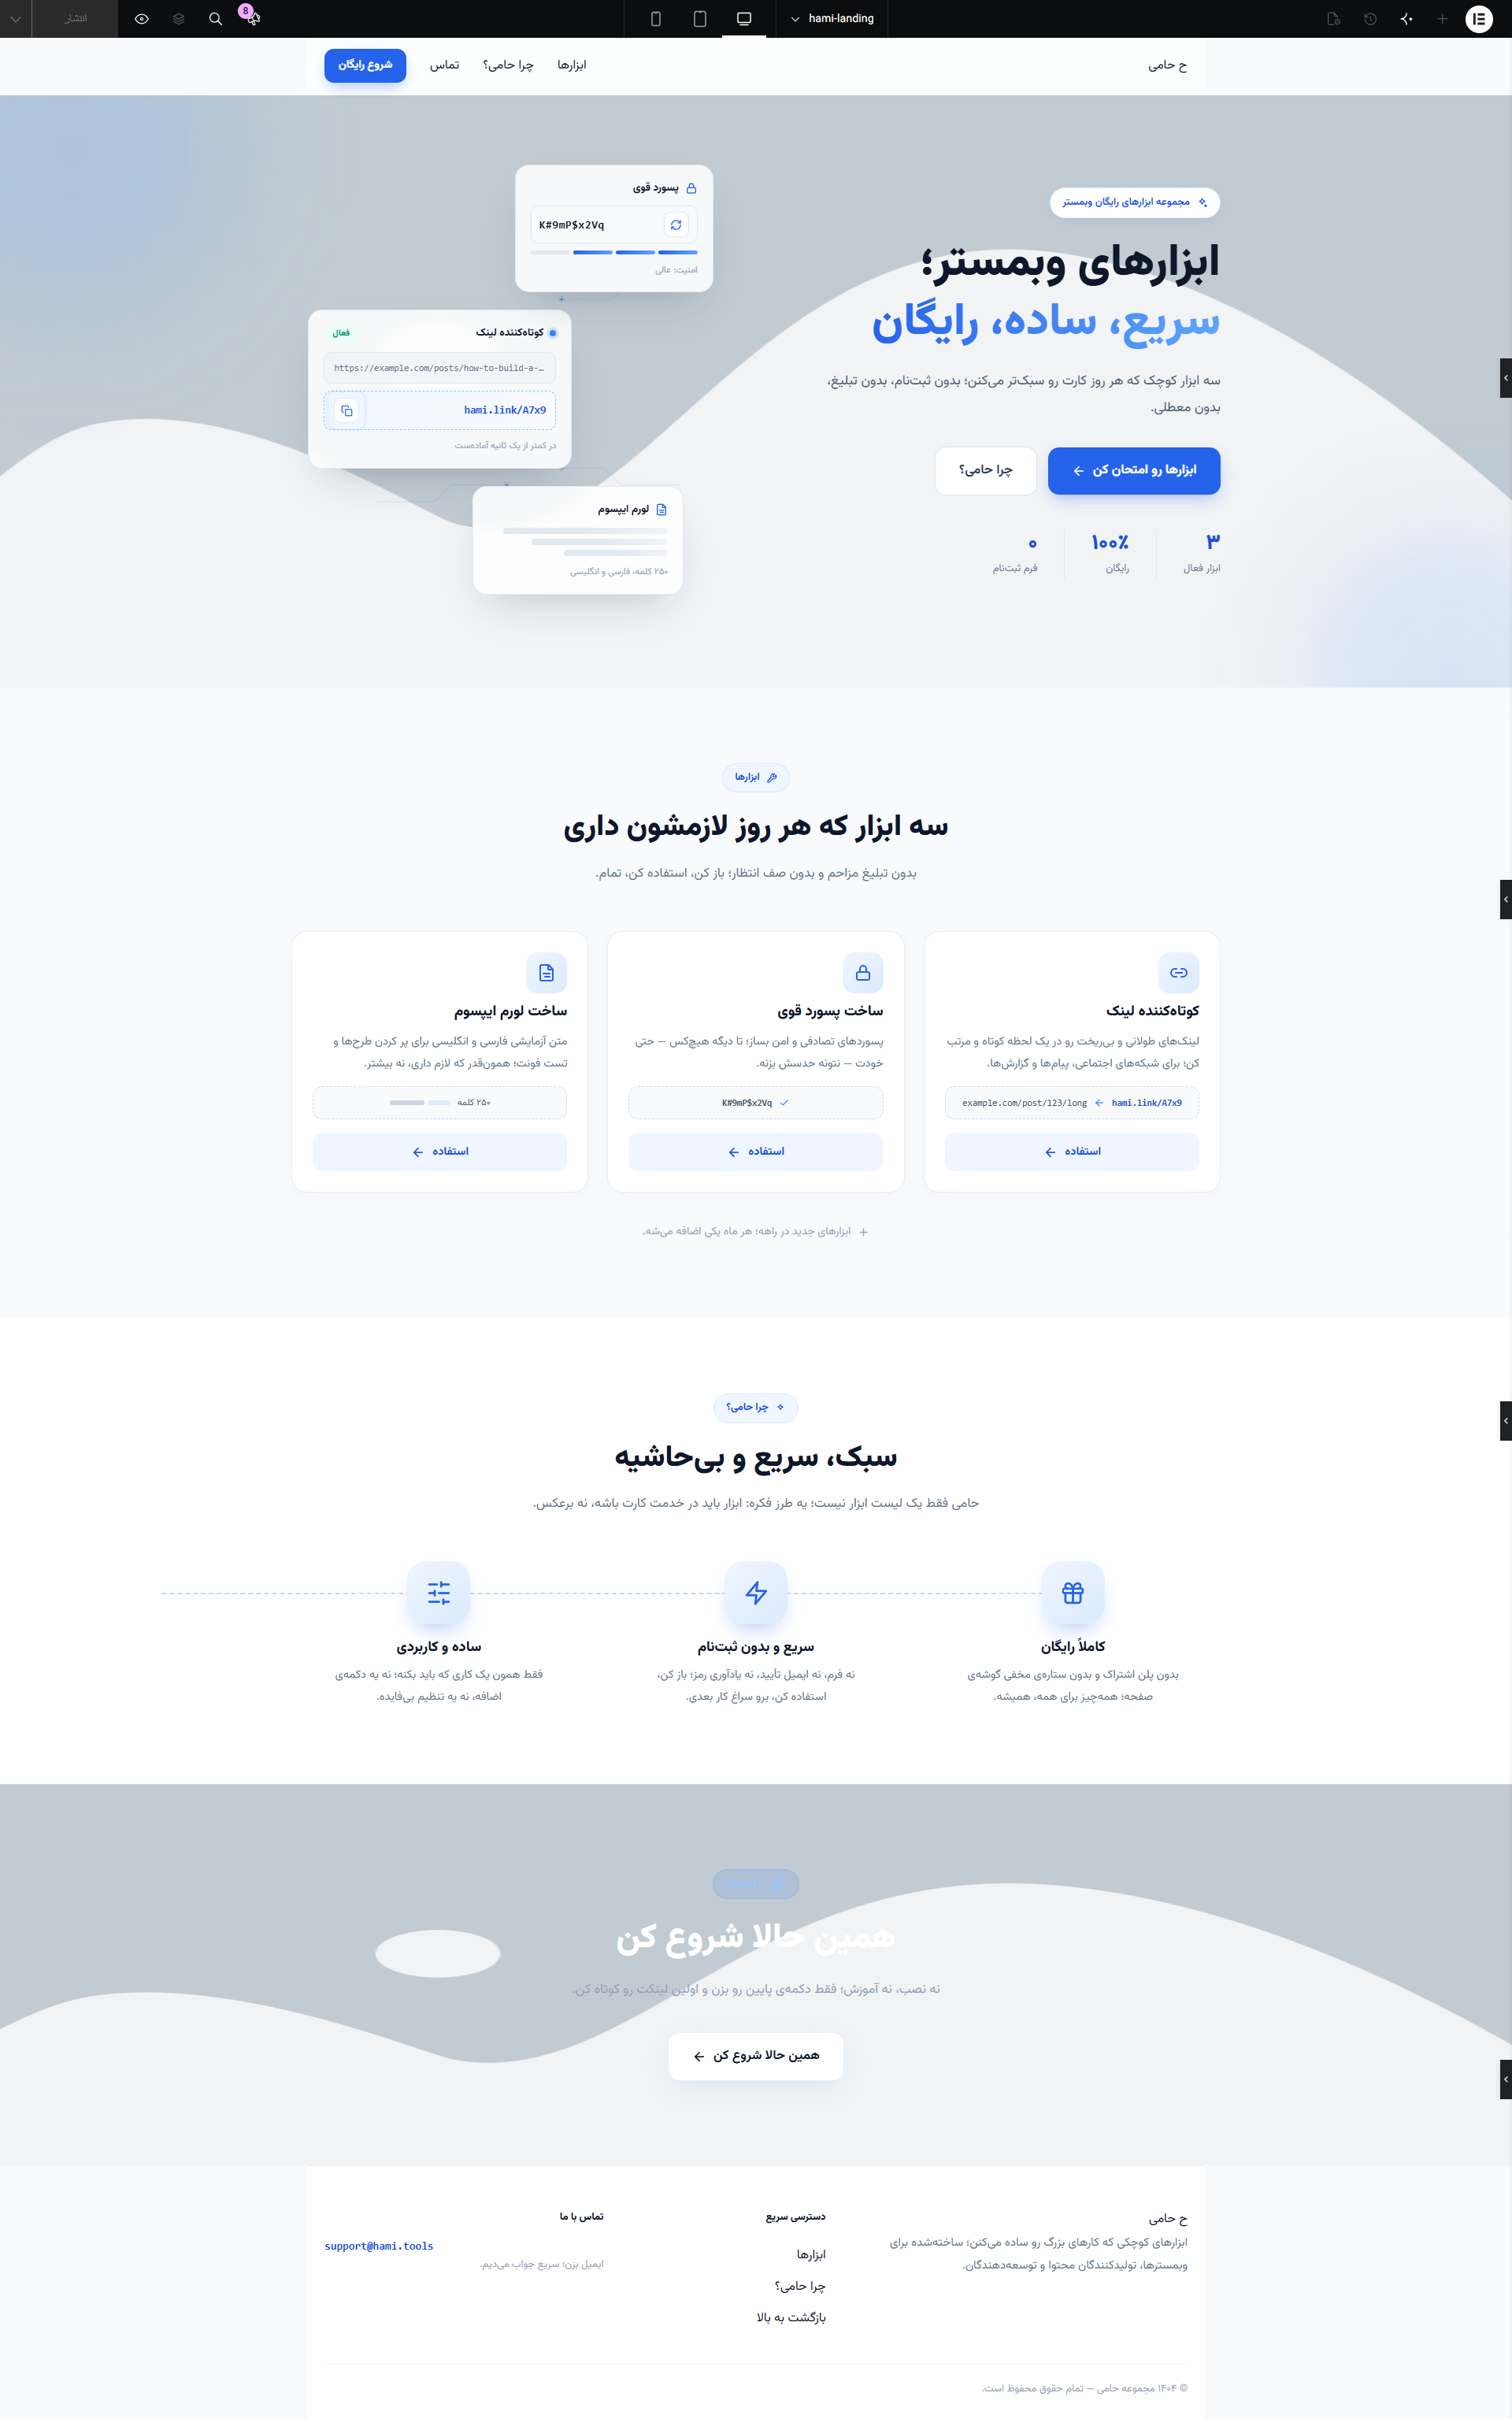 hami-landing
انتشار
8
ح حامی
ابزارها
چرا حامی؟
تماس
شروع رایگان
مجموعه ابزارهای رایگان وبمستر
ابزارهای وبمستر؛
سریع، ساده، رایگان
سه ابزار کوچک که هر روز کارت رو سبک‌تر می‌کنن؛ بدون ثبت‌نام، بدون تبلیغ،
بدون معطلی.
ابزارها رو امتحان کن
چرا حامی؟
۳
ابزار فعال
۱۰۰٪
رایگان
۰
فرم ثبت‌نام
پسورد قوی
K#9mP$x2Vq
امنیت: عالی
کوتاه‌کننده لینک
فعال
https://example.com/posts/how-to-build-a-…
hami.link/A7x9
در کمتر از یک ثانیه آماده‌ست
لورم ایپسوم
۲۵۰ کلمه، فارسی و انگلیسی
ابزارها
سه ابزار که هر روز لازمشون داری
بدون تبلیغ مزاحم و بدون صف انتظار؛ باز کن، استفاده کن، تمام.
کوتاه‌کننده لینک
لینک‌های طولانی و بی‌ریخت رو در یک لحظه کوتاه و مرتب
کن؛ برای شبکه‌های اجتماعی، پیام‌ها و گزارش‌ها.
hami.link/A7x9
example.com/post/123/long
استفاده
ساخت پسورد قوی
پسوردهای تصادفی و امن بساز؛ تا دیگه هیچ‌کس — حتی
خودت — نتونه حدسش بزنه.
K#9mP$x2Vq
استفاده
ساخت لورم ایپسوم
متن آزمایشی فارسی و انگلیسی برای پر کردن طرح‌ها و
تست فونت؛ همون‌قدر که لازم داری، نه بیشتر.
۲۵۰ کلمه
استفاده
ابزارهای جدید در راهه؛ هر ماه یکی اضافه می‌شه.
چرا حامی؟
سبک، سریع و بی‌حاشیه
حامی فقط یک لیست ابزار نیست؛ یه طرز فکره: ابزار باید در خدمت کارت باشه، نه برعکس.
کاملاً رایگان
بدون پلن اشتراک و بدون ستاره‌ی مخفی گوشه‌ی
صفحه؛ همه‌چیز برای همه، همیشه.
سریع و بدون ثبت‌نام
نه فرم، نه ایمیل تأیید، نه یادآوری رمز؛ باز کن،
استفاده کن، برو سراغ کار بعدی.
ساده و کاربردی
فقط همون یک کاری که باید بکنه؛ نه یه دکمه‌ی
اضافه، نه یه تنظیم بی‌فایده.
همین حالا شروع کن
نه نصب، نه آموزش؛ فقط دکمه‌ی پایین رو بزن و اولین لینکت رو کوتاه کن.
همین حالا شروع کن
ح حامی
ابزارهای کوچکی که کارهای بزرگ رو ساده می‌کنن؛ ساخته‌شده برای
وبمسترها، تولیدکنندگان محتوا و توسعه‌دهندگان.
دسترسی سریع
ابزارها
چرا حامی؟
بازگشت به بالا
تماس با ما
support@hami.tools
ایمیل بزن؛ سریع جواب می‌دیم.
© ۱۴۰۴ مجموعه حامی — تمام حقوق محفوظ است.